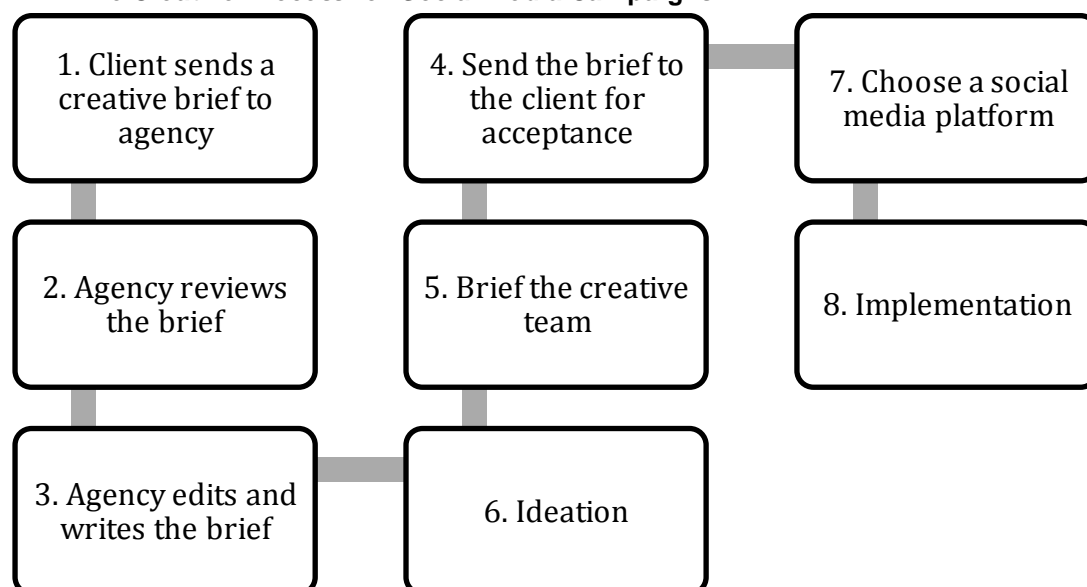 1. Client sends a
creative brief to
agency
2. Agency reviews
the brief
3. Agency edits and
writes the brief
4. Send the brief to
the client for
acceptance
5. Brief the creative
team
6. Ideation
7. Choose a social
media platform
8. Implementation